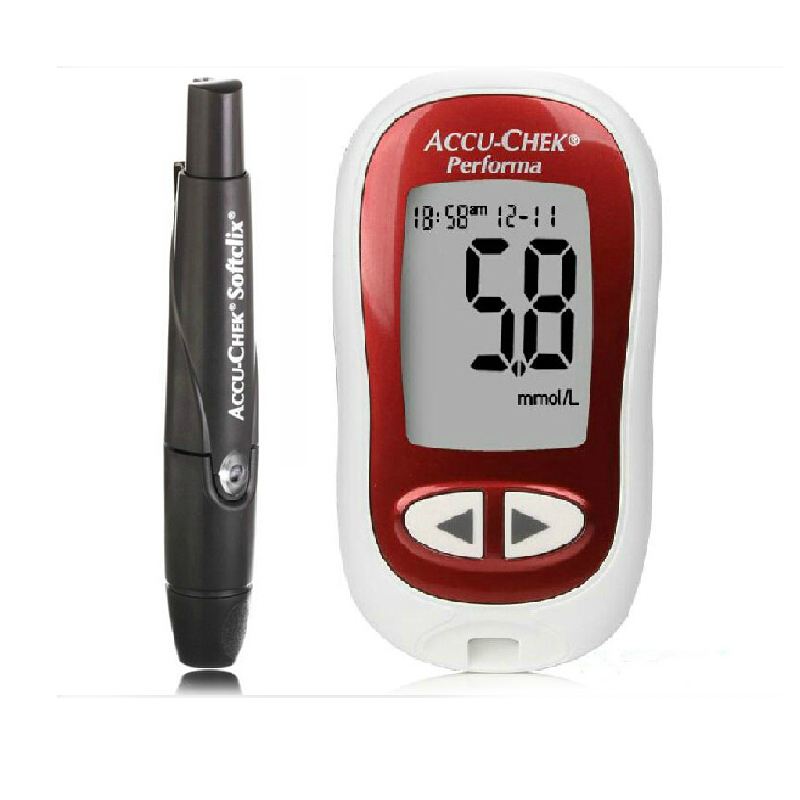 ACCU-CHEK® Softclix®
ACCU-CHEK®
Performa
18:58am 12-11
5.8
mmol/L